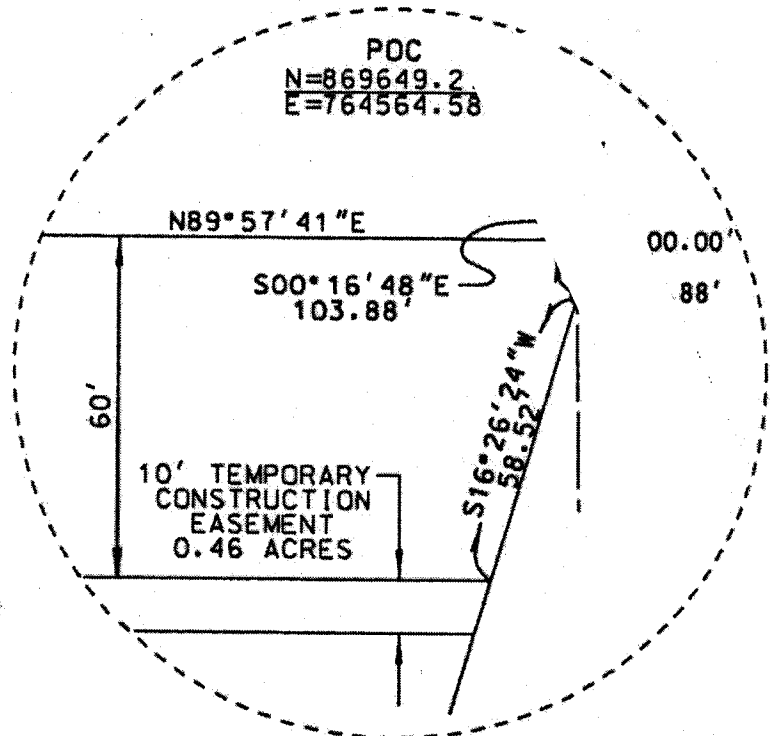 POC
N=869649.2
E=764564.58
N89°57'41"E
00.00'
S00°16'48"E
103.88'
88'
S16°26'24"W
58.52'
60'
10' TEMPORARY
CONSTRUCTION
EASEMENT
0.46 ACRES